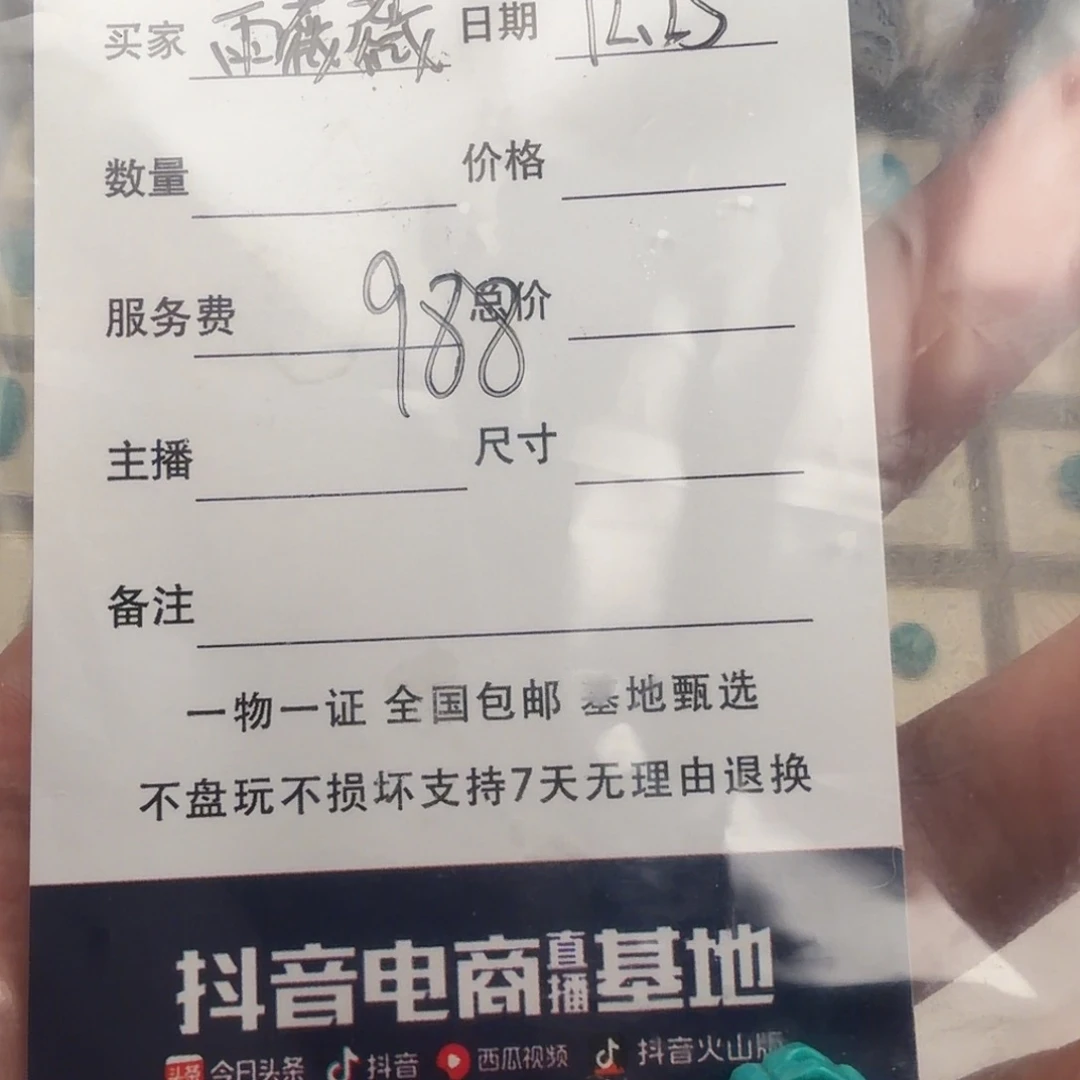 买家 雨薇薇 日期 12.25
数量 价格
服务费 988 总价
主播 尺寸
备注
一物一证 全国包邮 基地甄选
不盘玩不损坏支持7天无理由退换
抖音电商直播基地
头条 今日头条 抖音 西瓜视频 抖音火山版